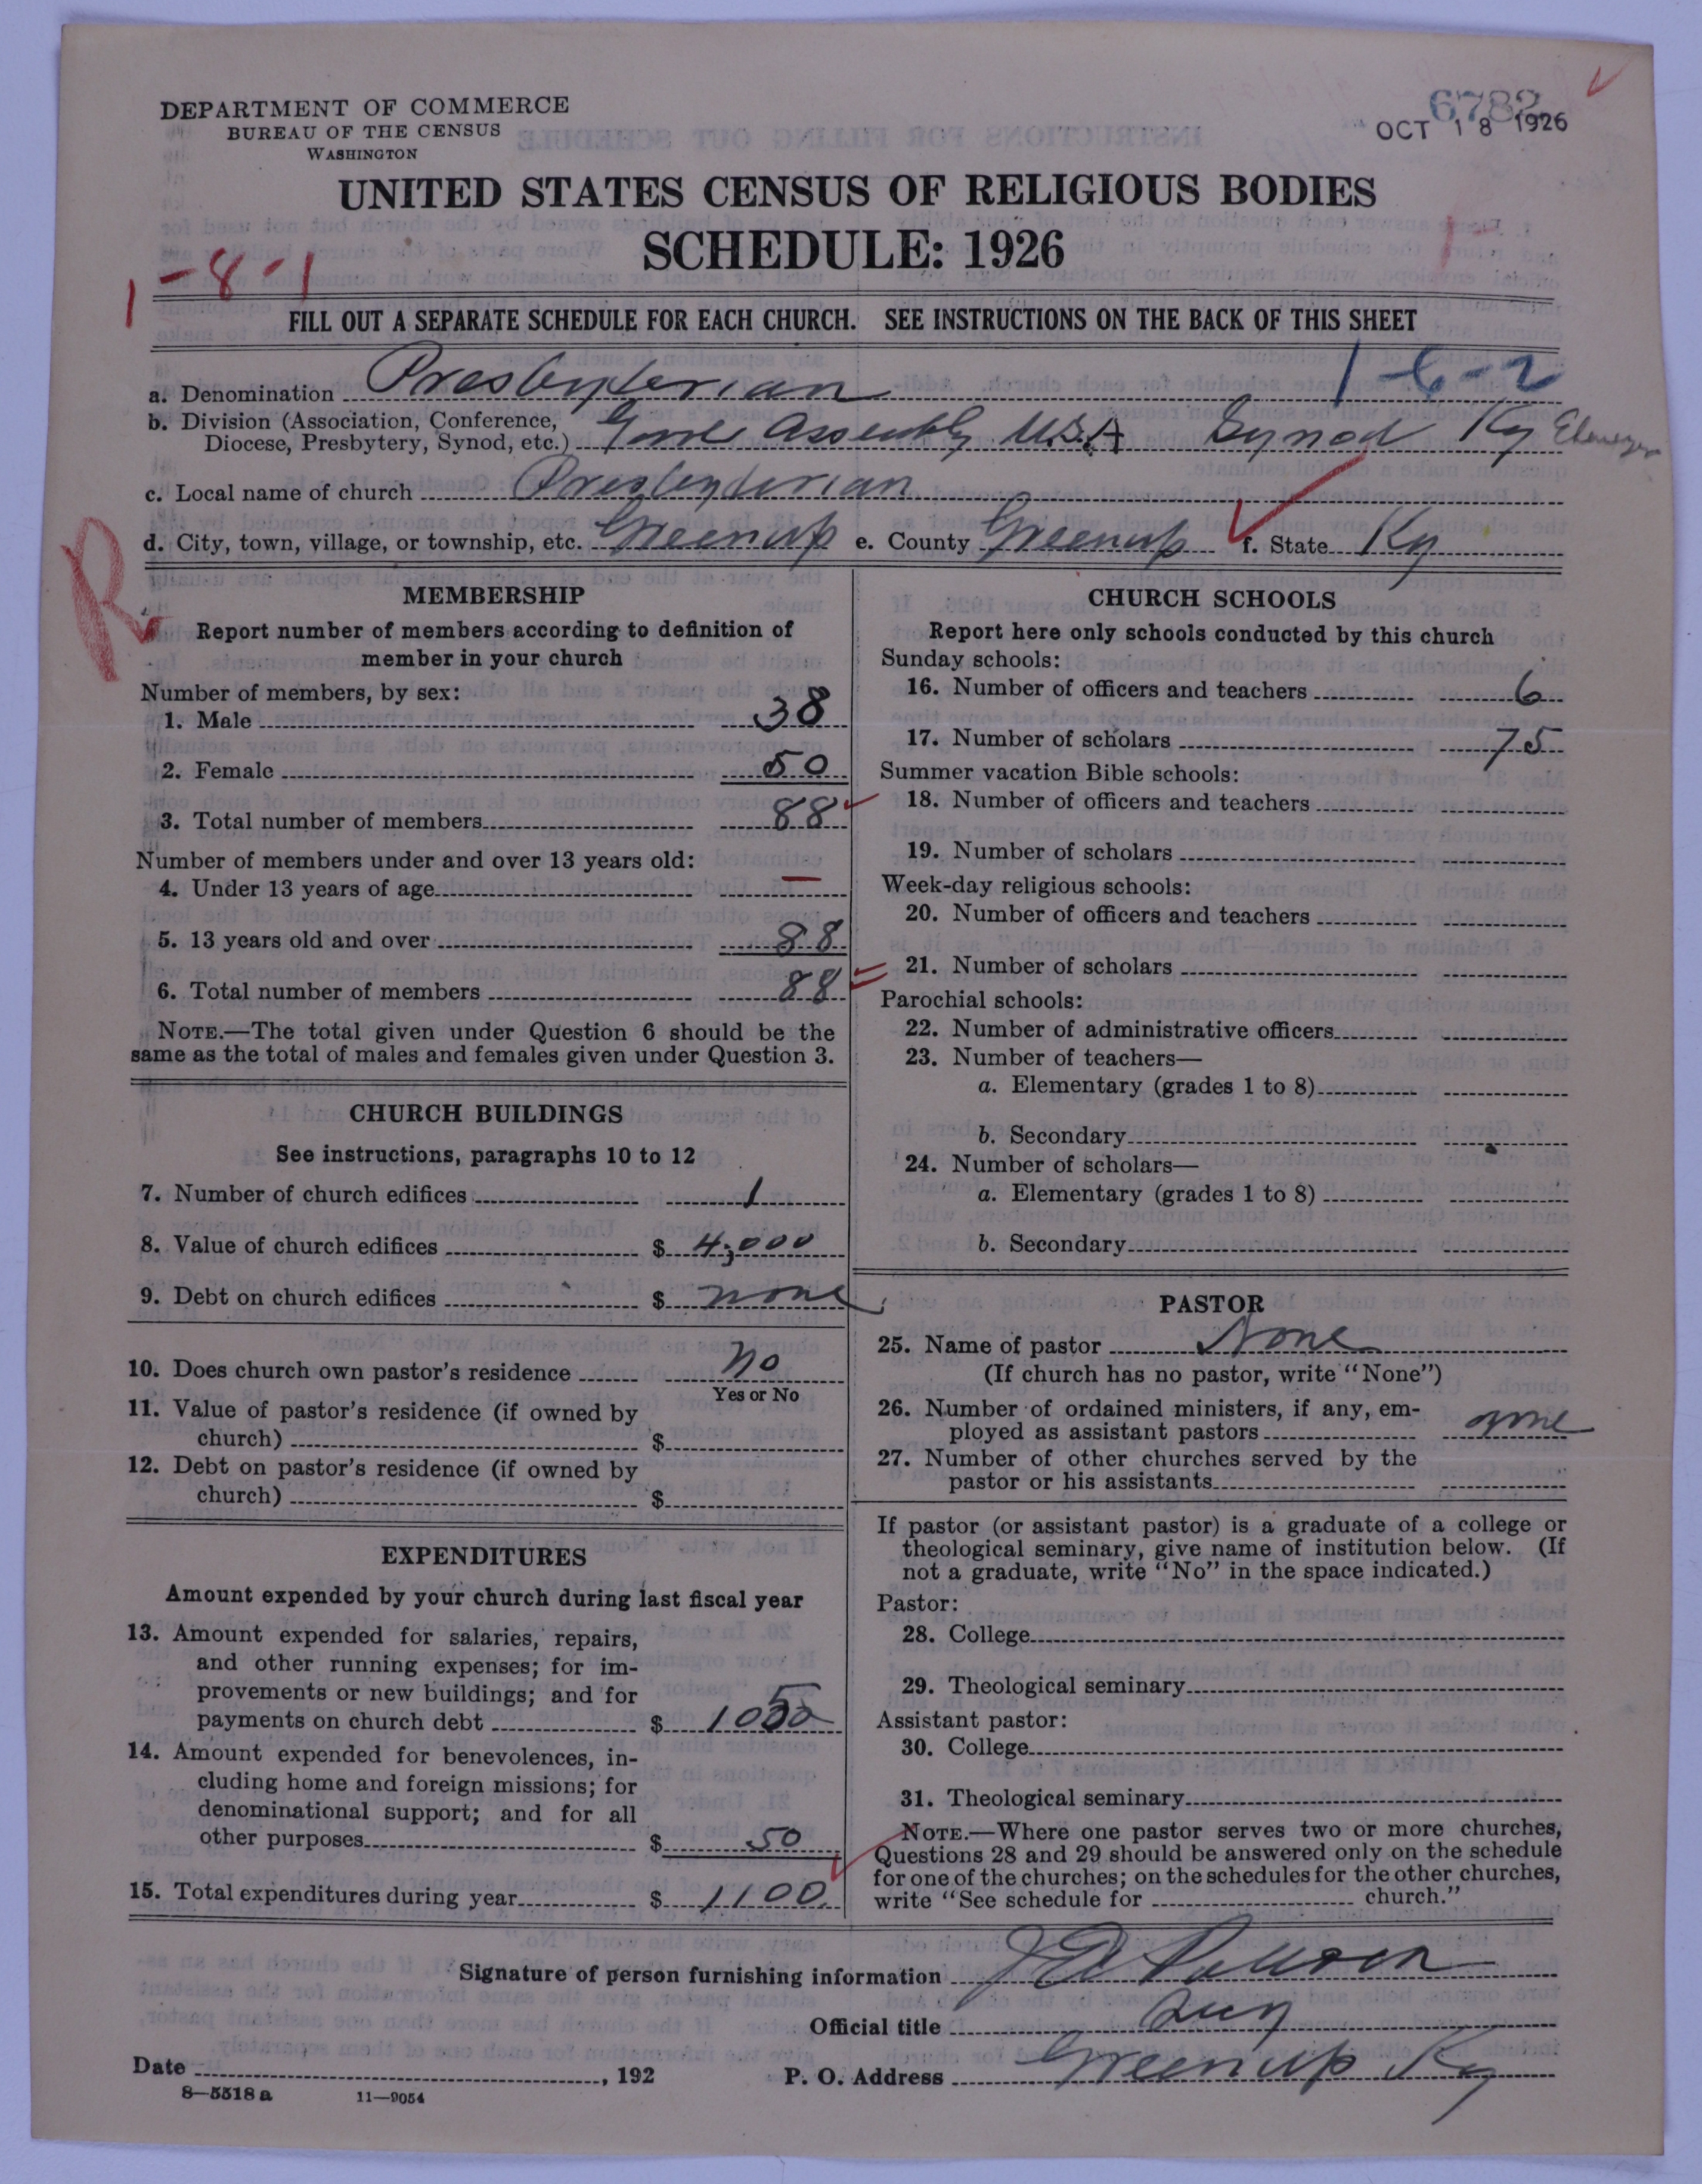 DEPARTMENT OF COMMERCE
BUREAU OF THE CENSUS
WASHINGTON
6782
OCT 18 1926
UNITED STATES CENSUS OF RELIGIOUS BODIES
SCHEDULE: 1926
1-8-1
FILL OUT A SEPARATE SCHEDULE FOR EACH CHURCH. SEE INSTRUCTIONS ON THE BACK OF THIS SHEET
1-6-2
a. Denomination Presbyterian
b. Division (Association, Conference,
Diocese, Presbytery, Synod, etc.) Genl Assembly U.S.A Synod Ky Ebenezer
c. Local name of church Presbyterian
d. City, town, village, or township, etc. Greenup e. County Greenup f. State Ky
R
MEMBERSHIP
Report number of members according to definition of
member in your church
Number of members, by sex:
1. Male 38
2. Female 50
3. Total number of members 88
Number of members under and over 13 years old:
4. Under 13 years of age —
5. 13 years old and over 88
6. Total number of members 88
NOTE.—The total given under Question 6 should be the
same as the total of males and females given under Question 3.
CHURCH BUILDINGS
See instructions, paragraphs 10 to 12
7. Number of church edifices 1
8. Value of church edifices $ 4,000
9. Debt on church edifices $ none
10. Does church own pastor's residence No
Yes or No
11. Value of pastor's residence (if owned by
church) $
12. Debt on pastor's residence (if owned by
church) $
EXPENDITURES
Amount expended by your church during last fiscal year
13. Amount expended for salaries, repairs,
and other running expenses; for im-
provements or new buildings; and for
payments on church debt $ 1050
14. Amount expended for benevolences, in-
cluding home and foreign missions; for
denominational support; and for all
other purposes $ 50
15. Total expenditures during year $ 1100
CHURCH SCHOOLS
Report here only schools conducted by this church
Sunday schools:
16. Number of officers and teachers 6
17. Number of scholars 75
Summer vacation Bible schools:
18. Number of officers and teachers
19. Number of scholars
Week-day religious schools:
20. Number of officers and teachers
21. Number of scholars
Parochial schools:
22. Number of administrative officers
23. Number of teachers—
a. Elementary (grades 1 to 8)
b. Secondary
24. Number of scholars—
a. Elementary (grades 1 to 8)
b. Secondary
PASTOR
25. Name of pastor None
(If church has no pastor, write "None")
26. Number of ordained ministers, if any, em-
ployed as assistant pastors none
27. Number of other churches served by the
pastor or his assistants
If pastor (or assistant pastor) is a graduate of a college or
theological seminary, give name of institution below. (If
not a graduate, write "No" in the space indicated.)
Pastor:
28. College
29. Theological seminary
Assistant pastor:
30. College
31. Theological seminary
NOTE.—Where one pastor serves two or more churches,
Questions 28 and 29 should be answered only on the schedule
for one of the churches; on the schedules for the other churches,
write "See schedule for church."
Signature of person furnishing information
Official title
Date , 192 P. O. Address Greenup Ky
8—5518 a 11—9054